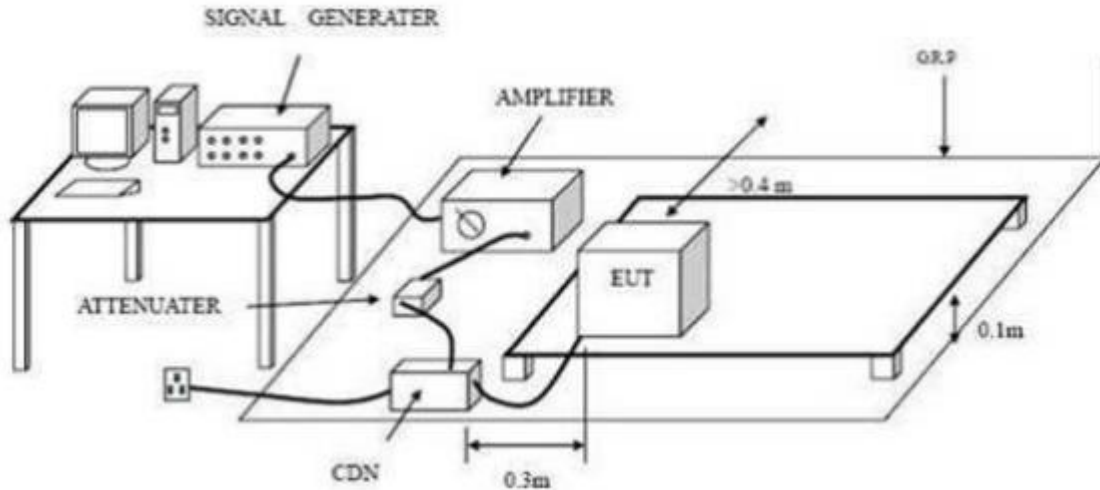 SIGNAL GENERATER
G.R.P
AMPLIFIER
>0.4 m
EUT
ATTENUATER
0.1m
CDN
0.3m